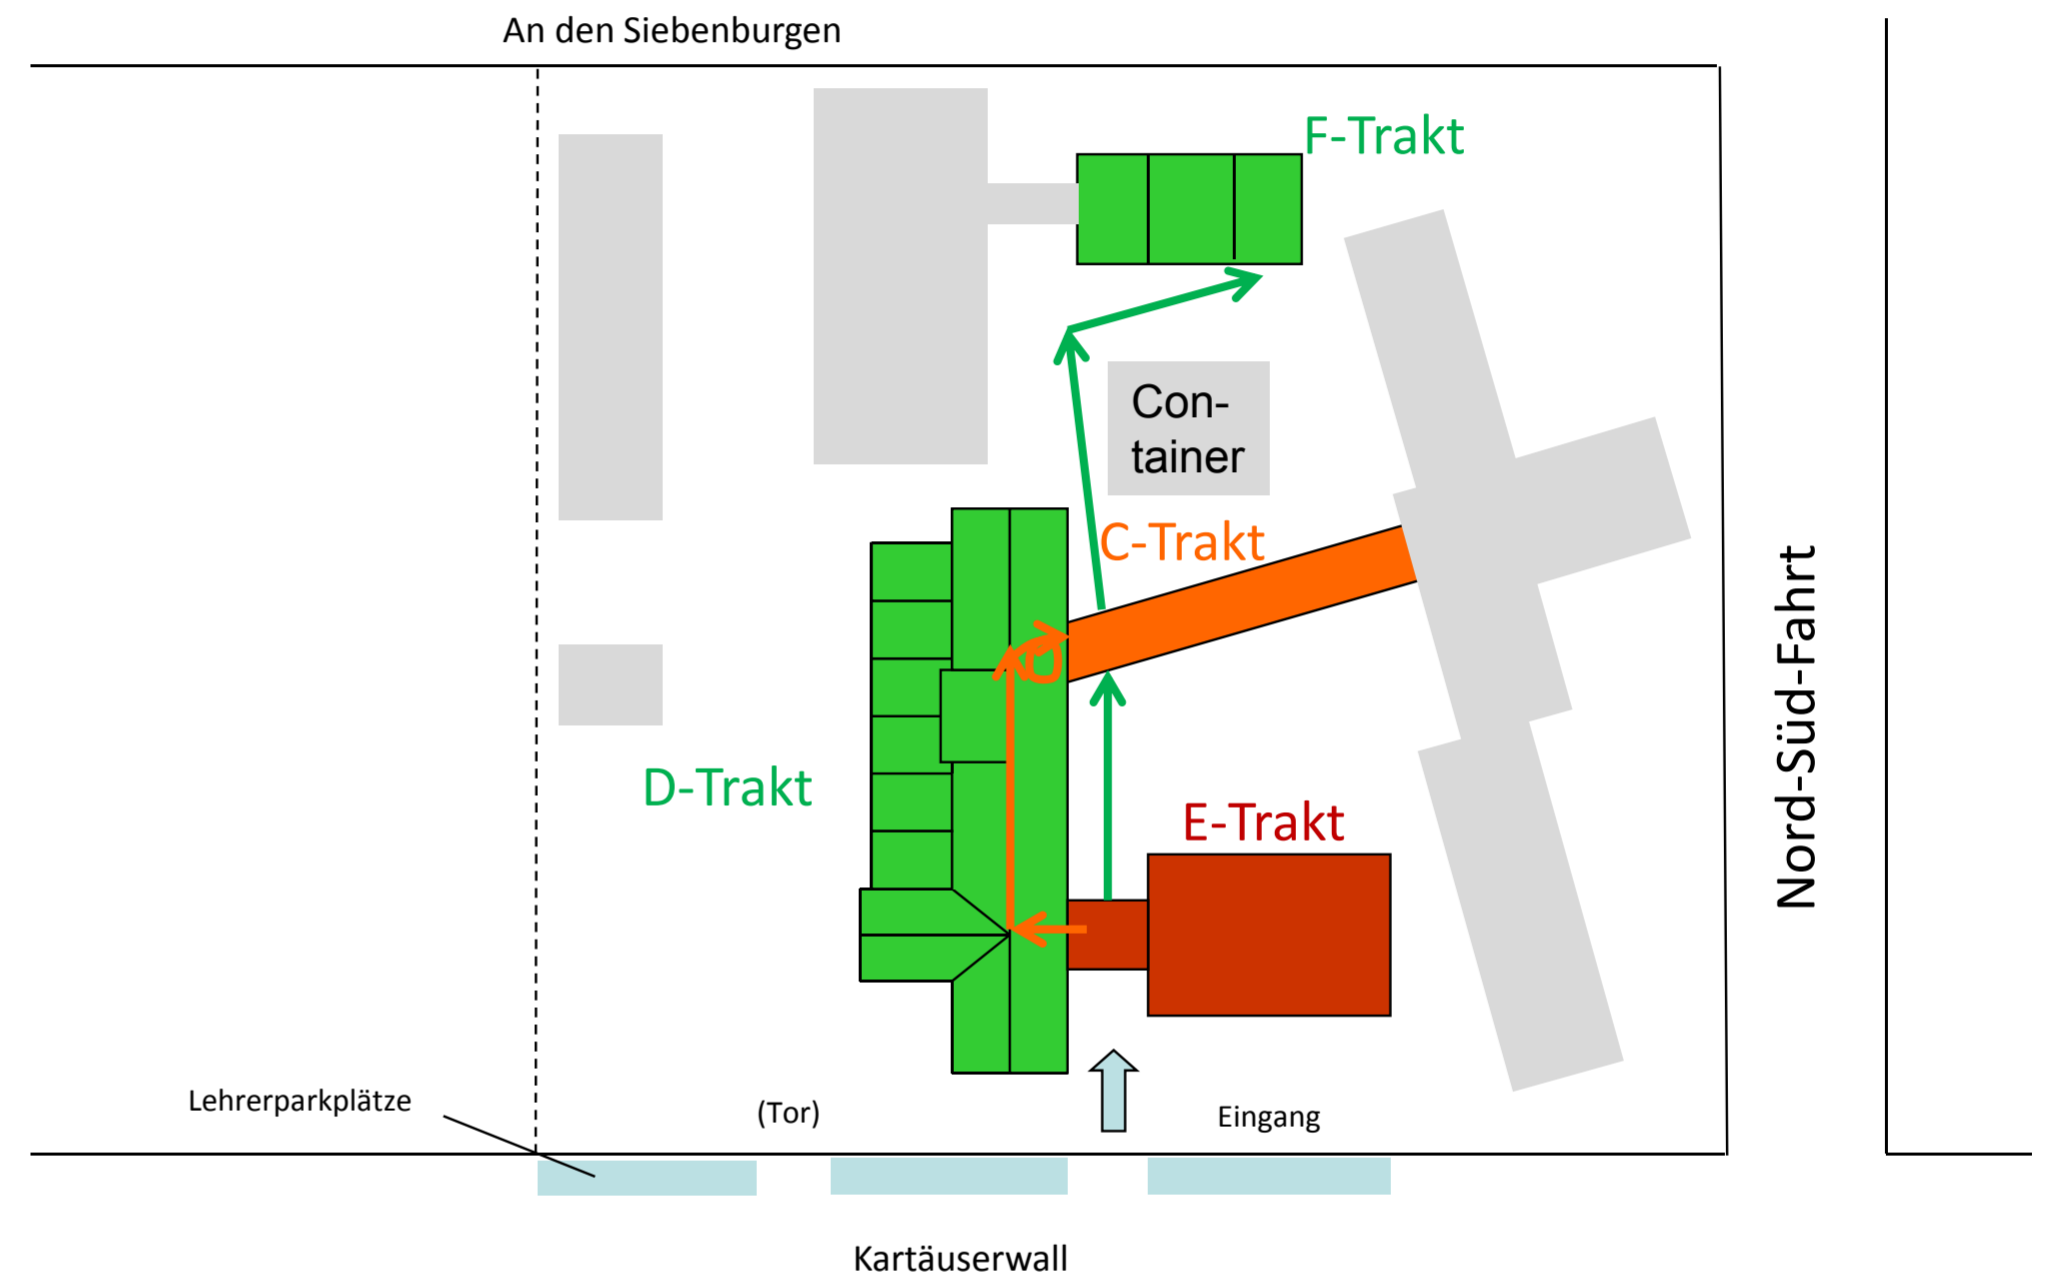 An den Siebenburgen
F-Trakt
Con-
tainer
C-Trakt
D-Trakt
E-Trakt
Nord-Süd-Fahrt
Lehrerparkplätze
(Tor)
Eingang
Kartäuserwall